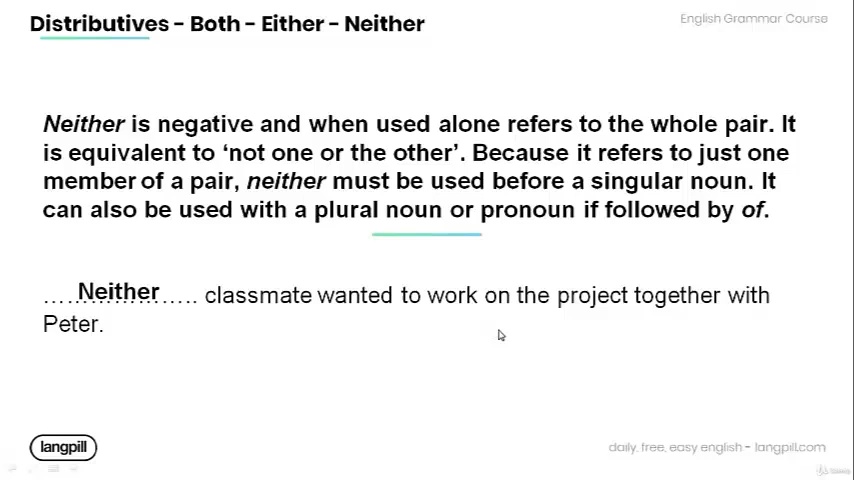 Distributives - Both - Either - Neither
English Grammar Course
Neither is negative and when used alone refers to the whole pair. It
is equivalent to ‘not one or the other’. Because it refers to just one
member of a pair, neither must be used before a singular noun. It
can also be used with a plural noun or pronoun if followed by of.
……Neither……….. classmate wanted to work on the project together with
Peter.
langpill
daily, free, easy english - langpill.com
Udemy